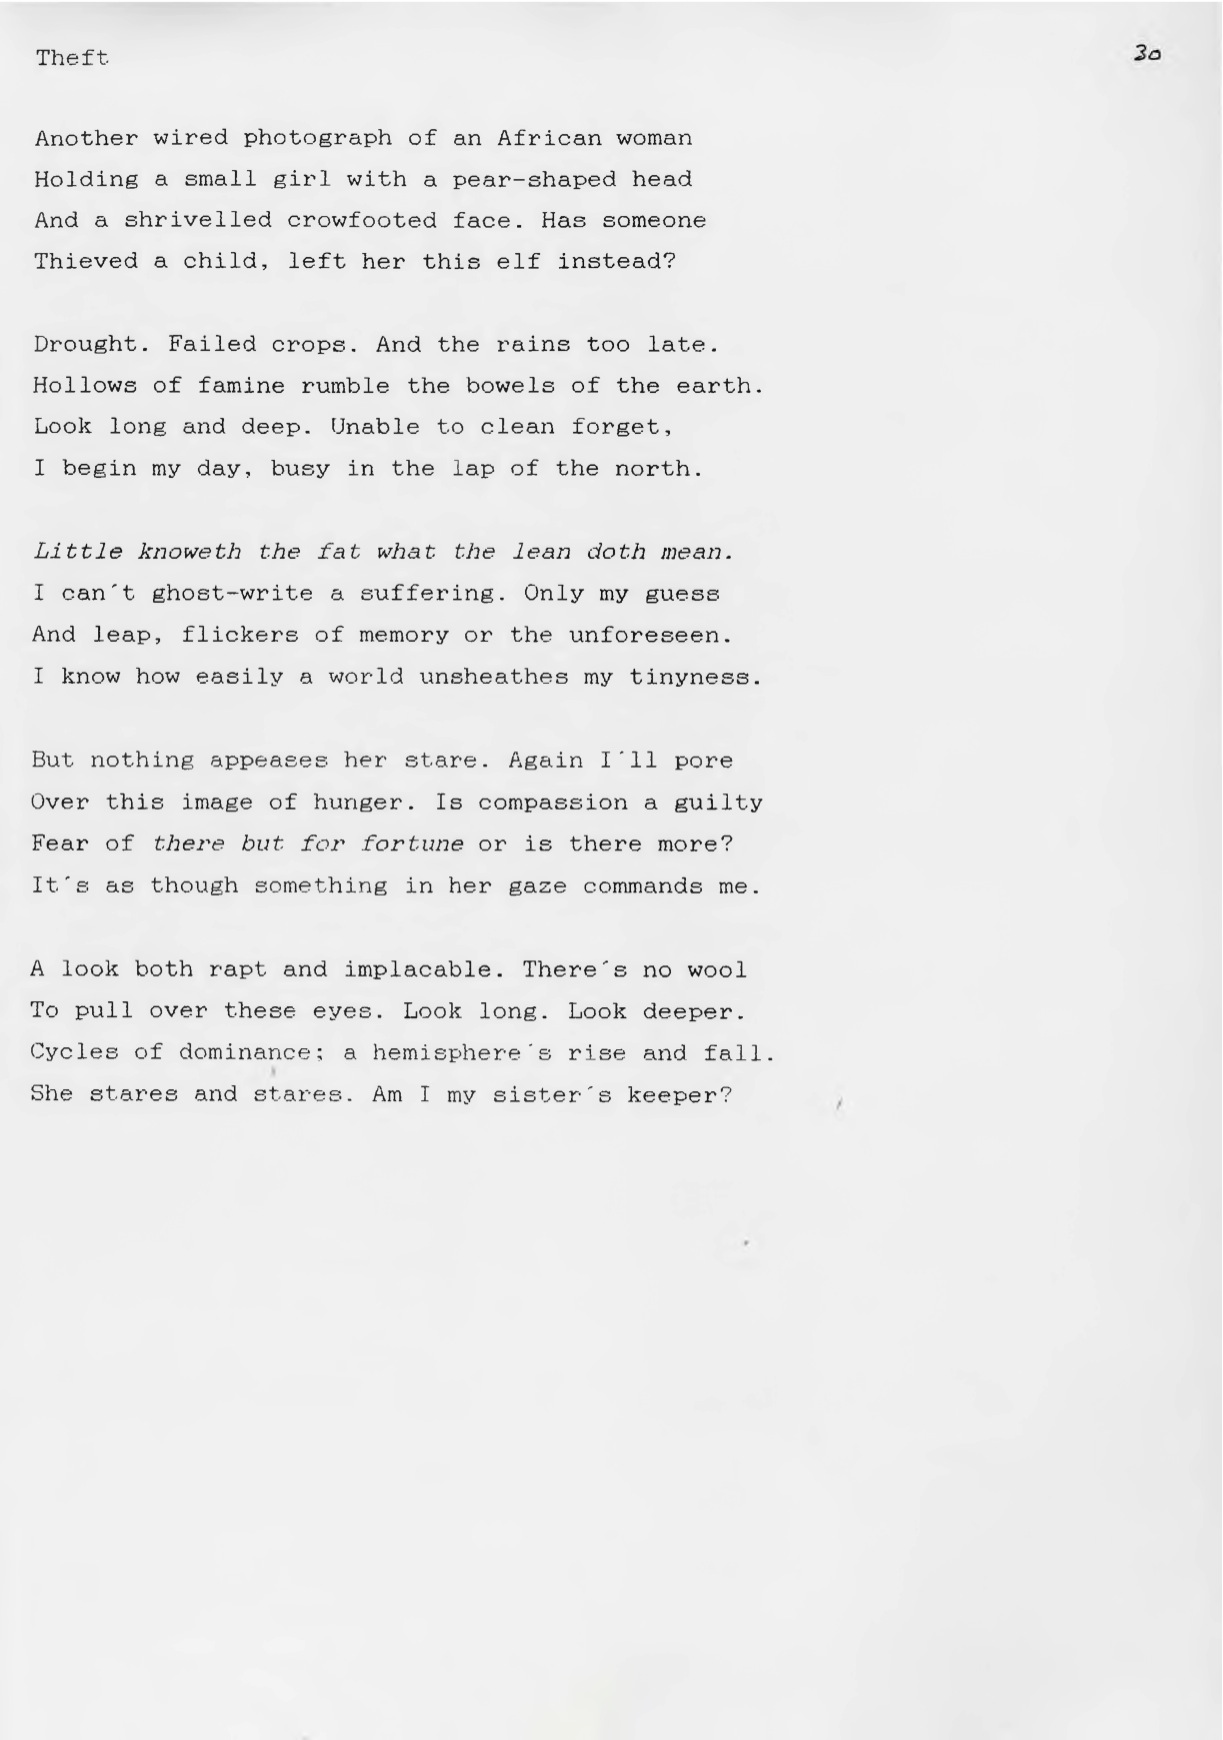 Theft
30
Another wired photograph of an African woman
Holding a small girl with a pear-shaped head
And a shrivelled crowfooted face. Has someone
Thieved a child, left her this elf instead?
Drought. Failed crops. And the rains too late.
Hollows of famine rumble the bowels of the earth.
Look long and deep. Unable to clean forget,
I begin my day, busy in the lap of the north.
Little knoweth the fat what the lean doth mean.
I can´t ghost-write a suffering. Only my guess
And leap, flickers of memory or the unforeseen.
I know how easily a world unsheathes my tinyness.
But nothing appeases her stare. Again I´ll pore
Over this image of hunger. Is compassion a guilty
Fear of there but for fortune or is there more?
It´s as though something in her gaze commands me.
A look both rapt and implacable. There´s no wool
To pull over these eyes. Look long. Look deeper.
Cycles of dominance; a hemisphere´s rise and fall.
She stares and stares. Am I my sister´s keeper?